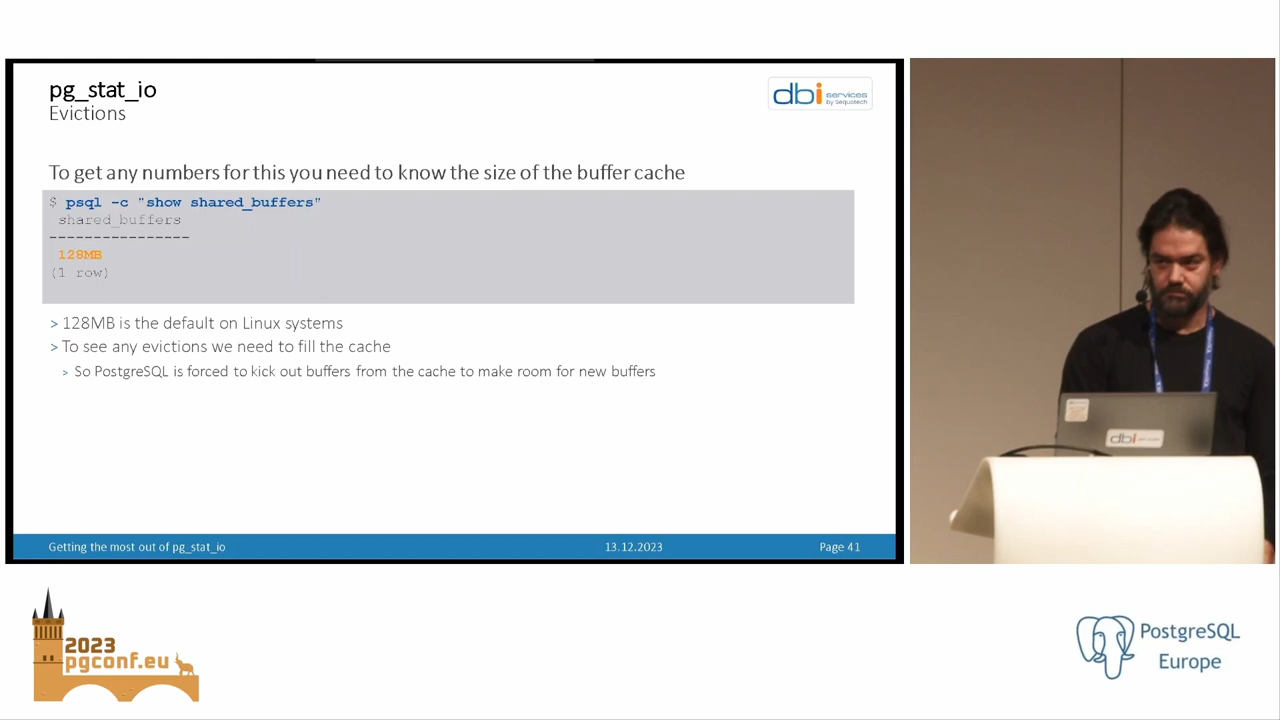 pg_stat_io
Evictions
dbi services
by Sequotech
To get any numbers for this you need to know the size of the buffer cache
$ psql -c "show shared_buffers"
shared_buffers
----------------
128MB
(1 row)
> 128MB is the default on Linux systems
> To see any evictions we need to fill the cache
> So PostgreSQL is forced to kick out buffers from the cache to make room for new buffers
Getting the most out of pg_stat_io
13.12.2023
Page 41
dbi
2023
pgconf.eu
PostgreSQL
Europe